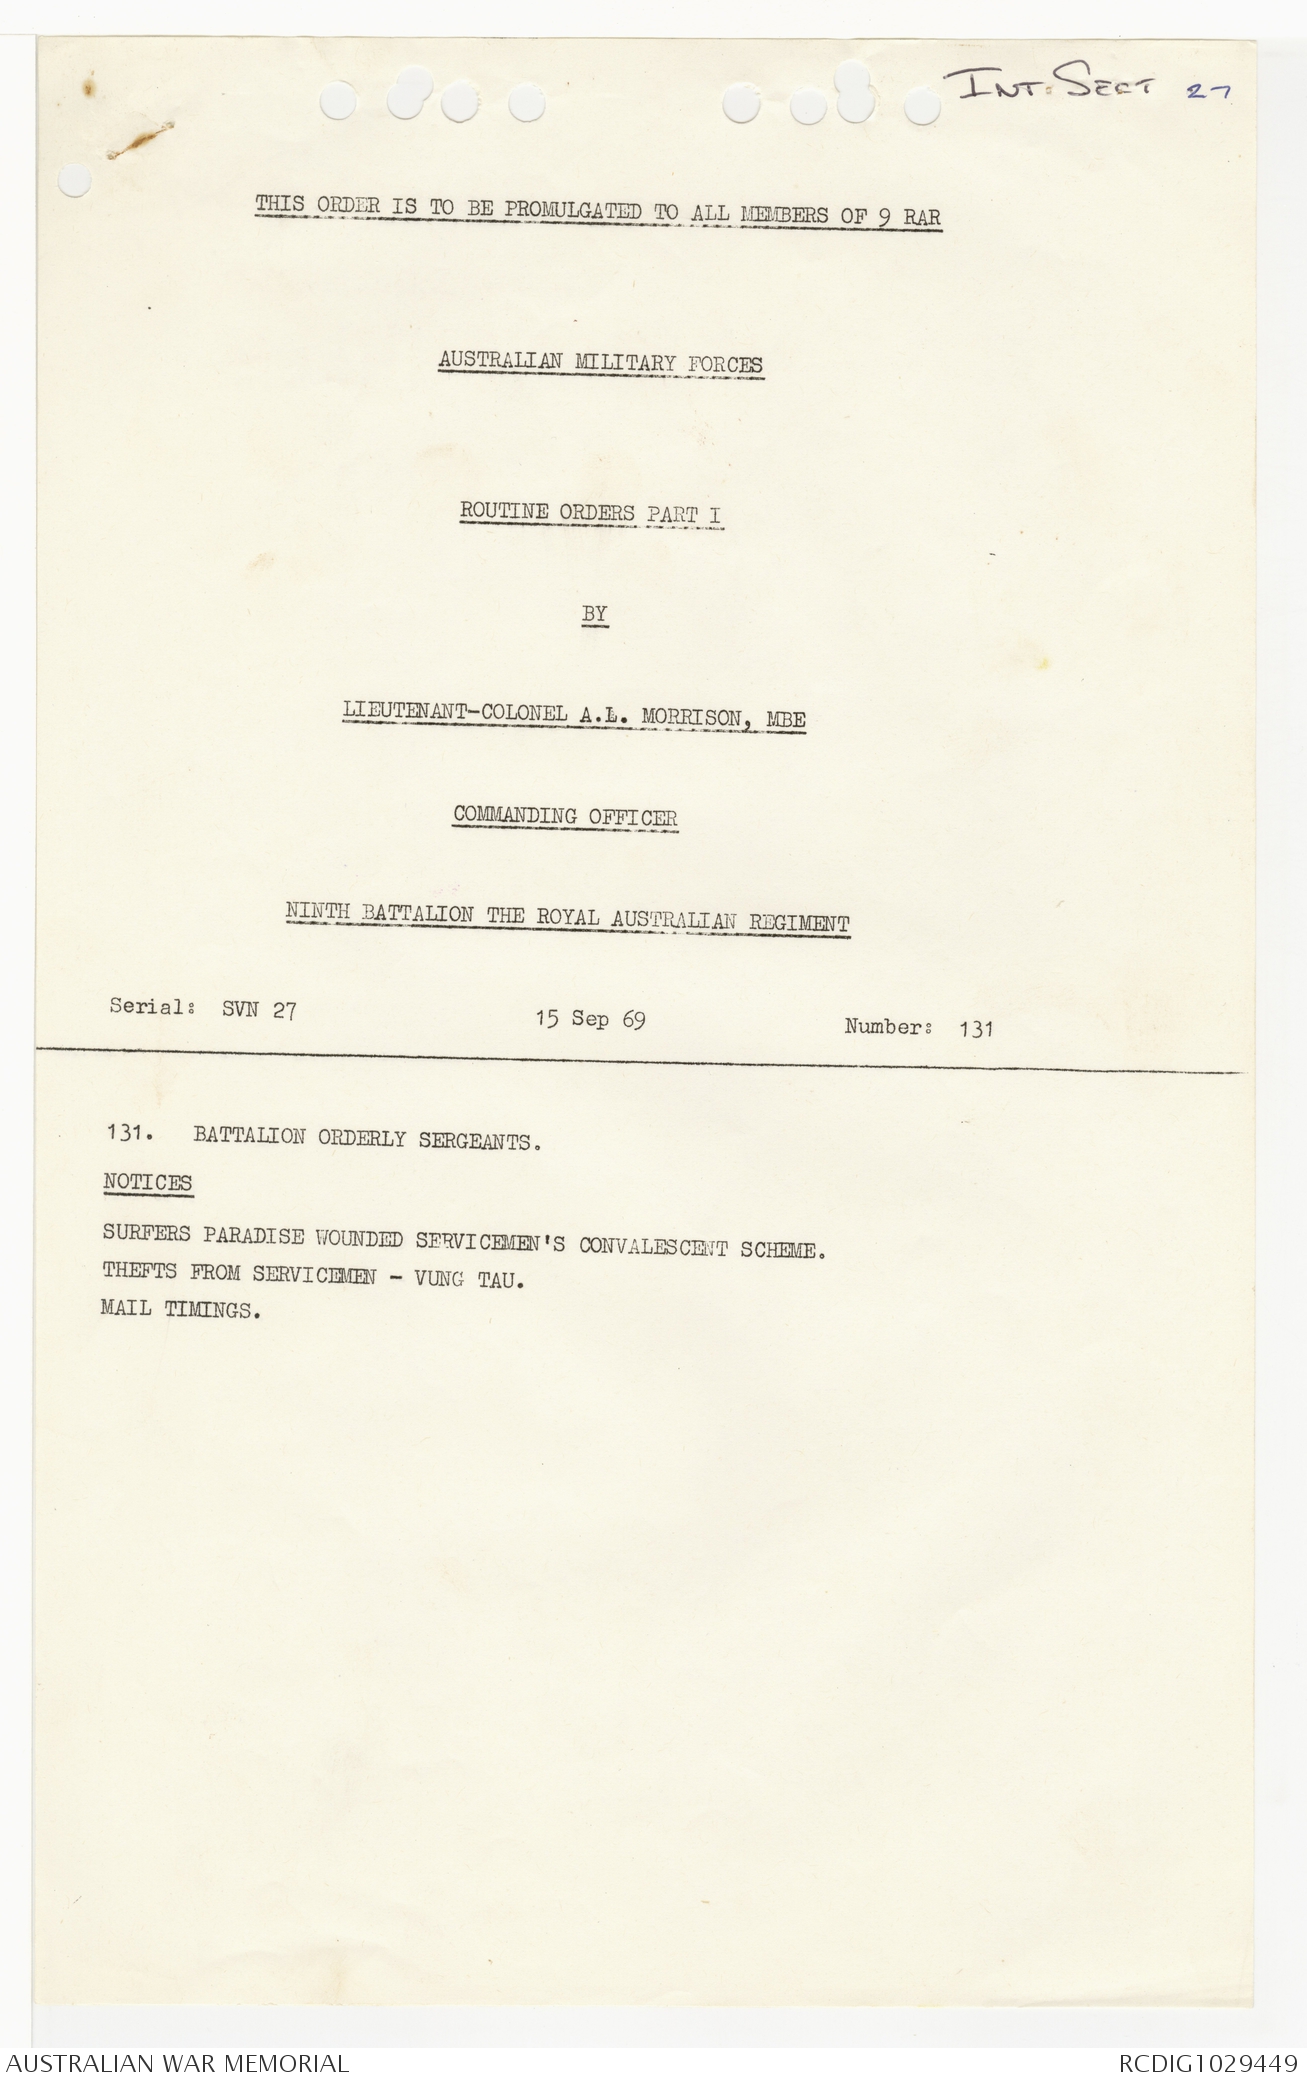 INT. SECT 27
THIS ORDER IS TO BE PROMULGATED TO ALL MEMBERS OF 9 RAR
AUSTRALIAN MILITARY FORCES
ROUTINE ORDERS PART I
BY
LIEUTENANT-COLONEL A.L. MORRISON, MBE
COMMANDING OFFICER
NINTH BATTALION THE ROYAL AUSTRALIAN REGIMENT
Serial: SVN 27 15 Sep 69 Number: 131
131. BATTALION ORDERLY SERGEANTS.
NOTICES
SURFERS PARADISE WOUNDED SERVICEMEN'S CONVALESCENT SCHEME.
THEFTS FROM SERVICEMEN - VUNG TAU.
MAIL TIMINGS.
AUSTRALIAN WAR MEMORIAL RCDIG1029449